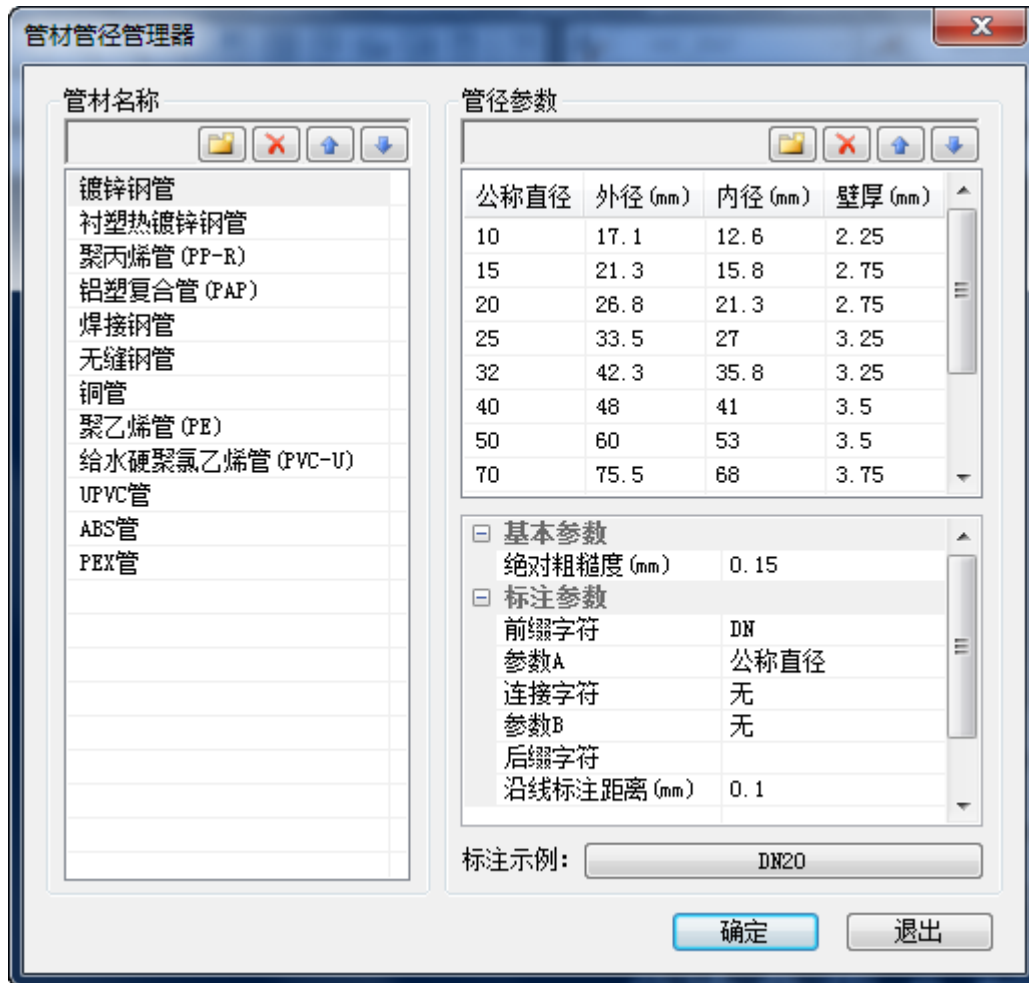 管材管径管理器
管材名称
镀锌钢管
衬塑热镀锌钢管
聚丙烯管(PP-R)
铝塑复合管(PAP)
焊接钢管
无缝钢管
铜管
聚乙烯管(PE)
给水硬聚氯乙烯管(PVC-U)
UPVC管
ABS管
PEX管
管径参数
公称直径 外径(mm) 内径(mm) 壁厚(mm)
10 17.1 12.6 2.25
15 21.3 15.8 2.75
20 26.8 21.3 2.75
25 33.5 27 3.25
32 42.3 35.8 3.25
40 48 41 3.5
50 60 53 3.5
70 75.5 68 3.75
基本参数
绝对粗糙度(mm) 0.15
标注参数
前缀字符 DN
参数A 公称直径
连接字符 无
参数B 无
后缀字符
沿线标注距离(mm) 0.1
标注示例: DN20
确定 退出